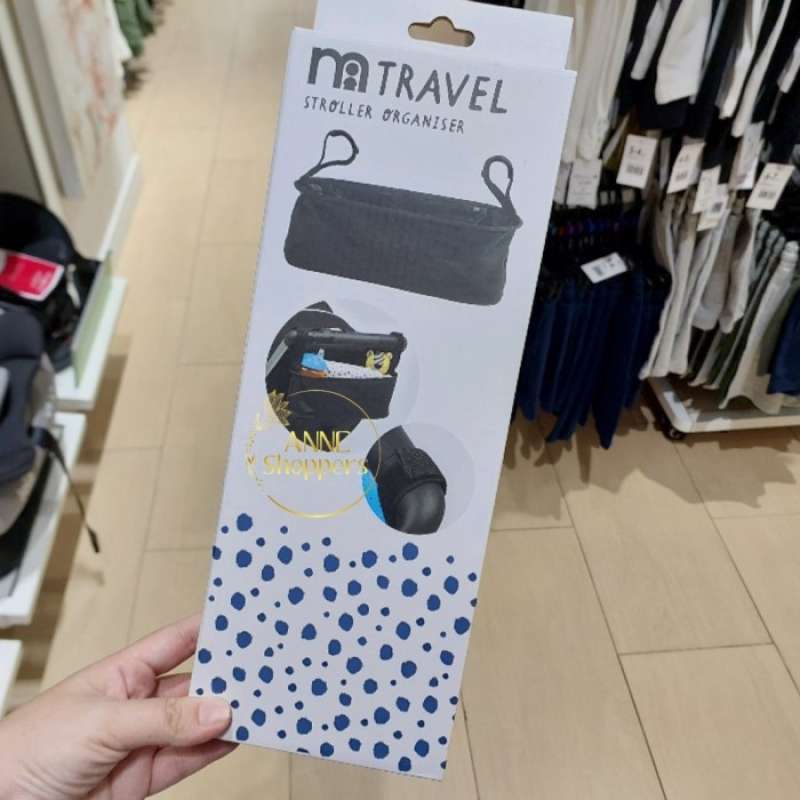 TRAVEL
STROLLER ORGANISER
ANNE
Shoppers